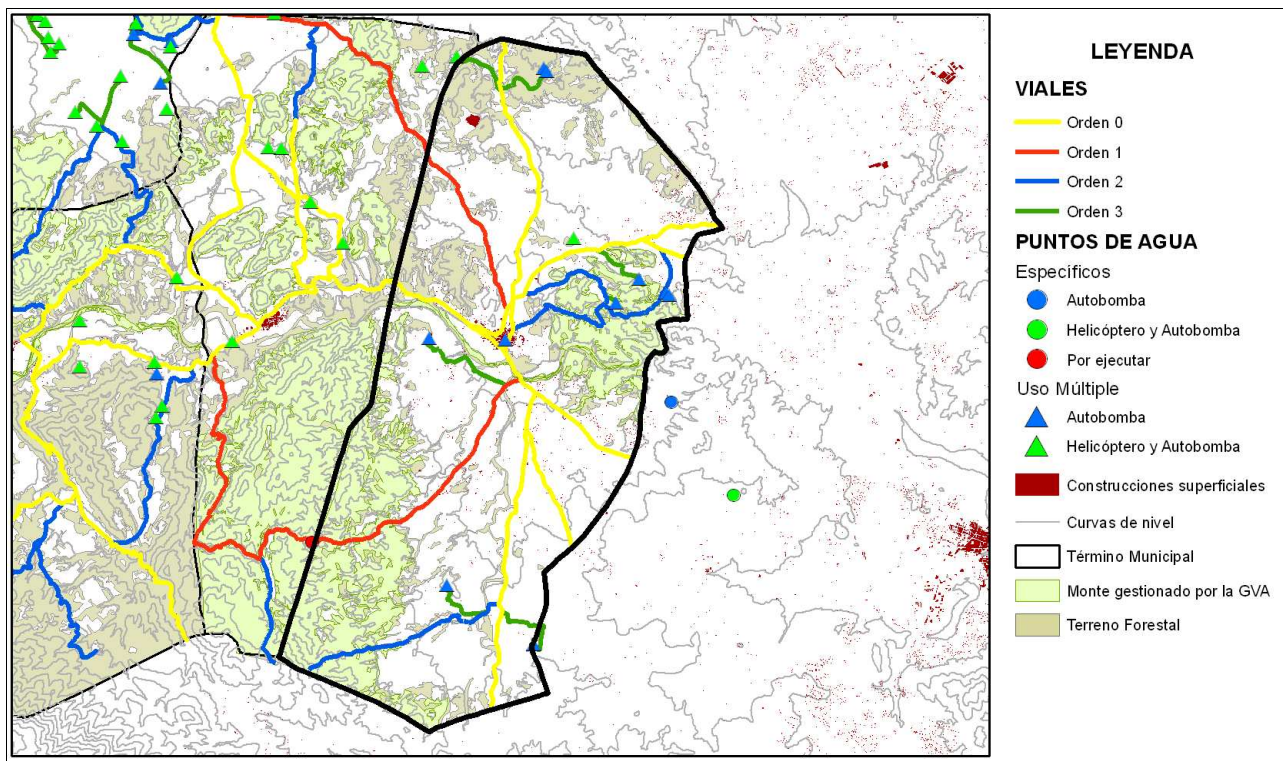 LEYENDA
VIALES
Orden 0
Orden 1
Orden 2
Orden 3
PUNTOS DE AGUA
Específicos
Autobomba
Helicóptero y Autobomba
Por ejecutar
Uso Múltiple
Autobomba
Helicóptero y Autobomba
Construcciones superficiales
Curvas de nivel
Término Municipal
Monte gestionado por la GVA
Terreno Forestal